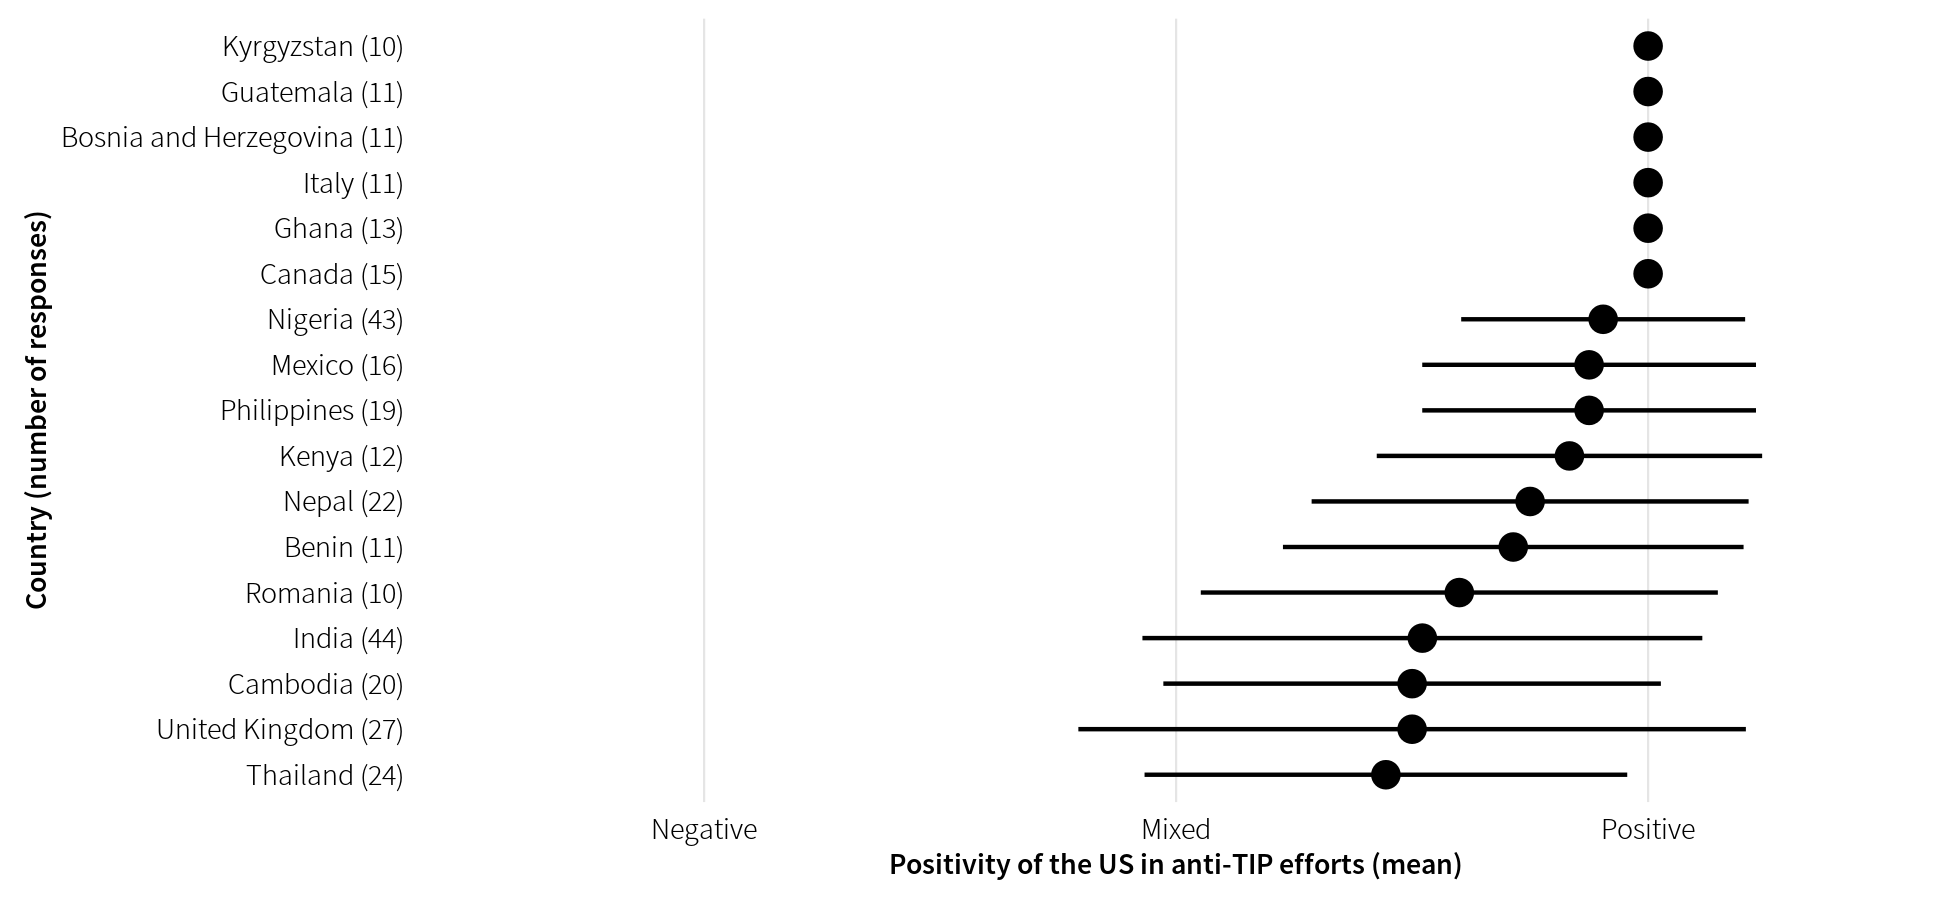 Country (number of responses)
Kyrgyzstan (10)
Guatemala (11)
Bosnia and Herzegovina (11)
Italy (11)
Ghana (13)
Canada (15)
Nigeria (43)
Mexico (16)
Philippines (19)
Kenya (12)
Nepal (22)
Benin (11)
Romania (10)
India (44)
Cambodia (20)
United Kingdom (27)
Thailand (24)
Negative Mixed Positive
Positivity of the US in anti-TIP efforts (mean)